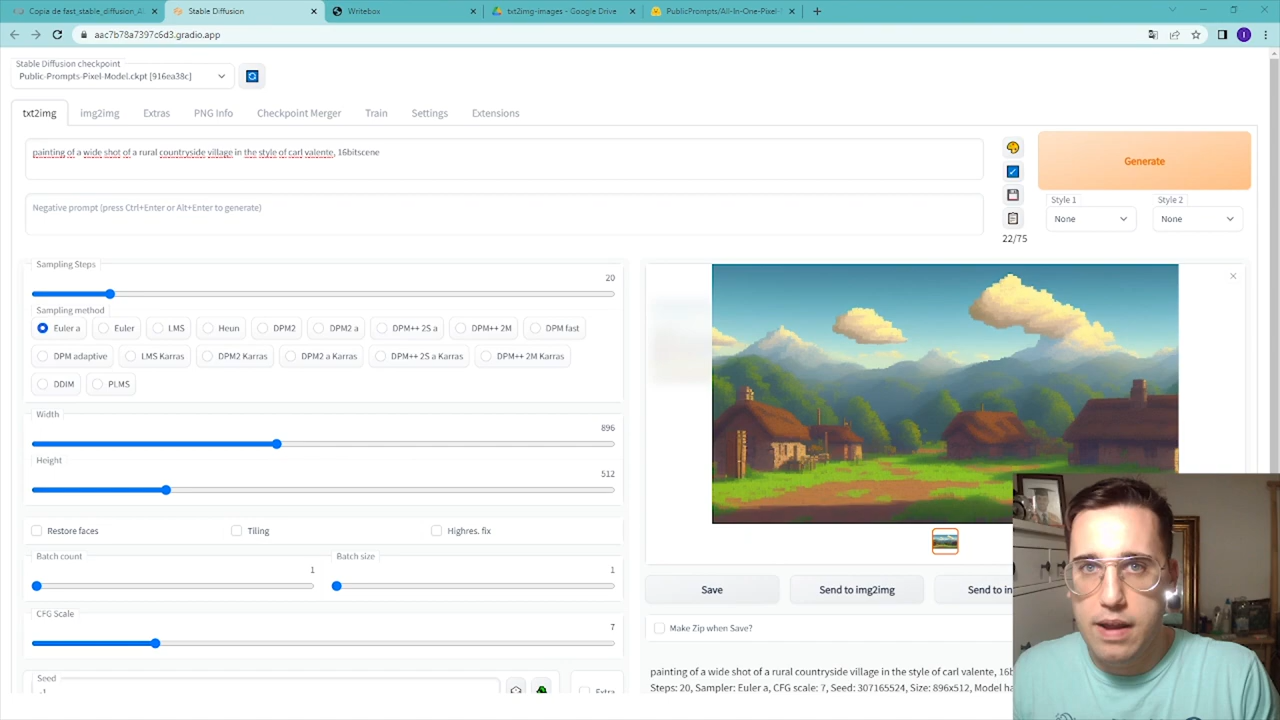 Copia de fast_stable_diffusion_AU
Stable Diffusion
Writebox
txt2img-images - Google Drive
PublicPrompts/All-In-One-Pixel-
aac7b78a7397c6d3.gradio.app
Stable Diffusion checkpoint
Public-Prompts-Pixel-Model.ckpt [916ea38c]
txt2img
img2img
Extras
PNG Info
Checkpoint Merger
Train
Settings
Extensions
painting of a wide shot of a rural countryside village in the style of carl valente, 16bitscene
Generate
Negative prompt (press Ctrl+Enter or Alt+Enter to generate)
Style 1
None
Style 2
None
22/75
Sampling Steps
20
Sampling method
Euler a
Euler
LMS
Heun
DPM2
DPM2 a
DPM++ 2S a
DPM++ 2M
DPM fast
DPM adaptive
LMS Karras
DPM2 Karras
DPM2 a Karras
DPM++ 2S a Karras
DPM++ 2M Karras
DDIM
PLMS
Width
896
Height
512
Restore faces
Tiling
Highres. fix
Batch count
1
Batch size
1
CFG Scale
7
Seed
-1
Extra
Save
Send to img2img
Send to in
Make Zip when Save?
painting of a wide shot of a rural countryside village in the style of carl valente, 16b
Steps: 20, Sampler: Euler a, CFG scale: 7, Seed: 307165524, Size: 896x512, Model ha